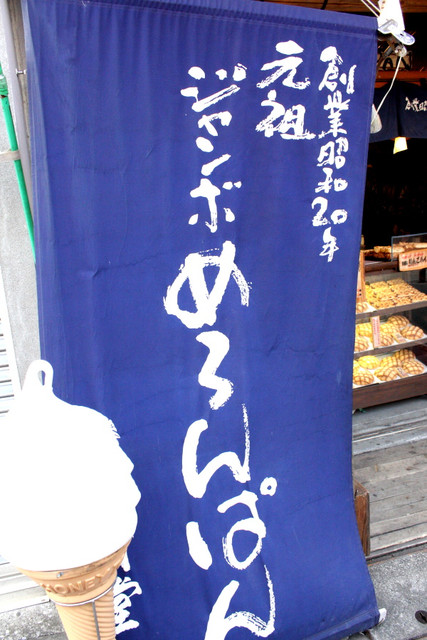 創業昭和20年
元祖
ジャンボ
めろんぱん
堂